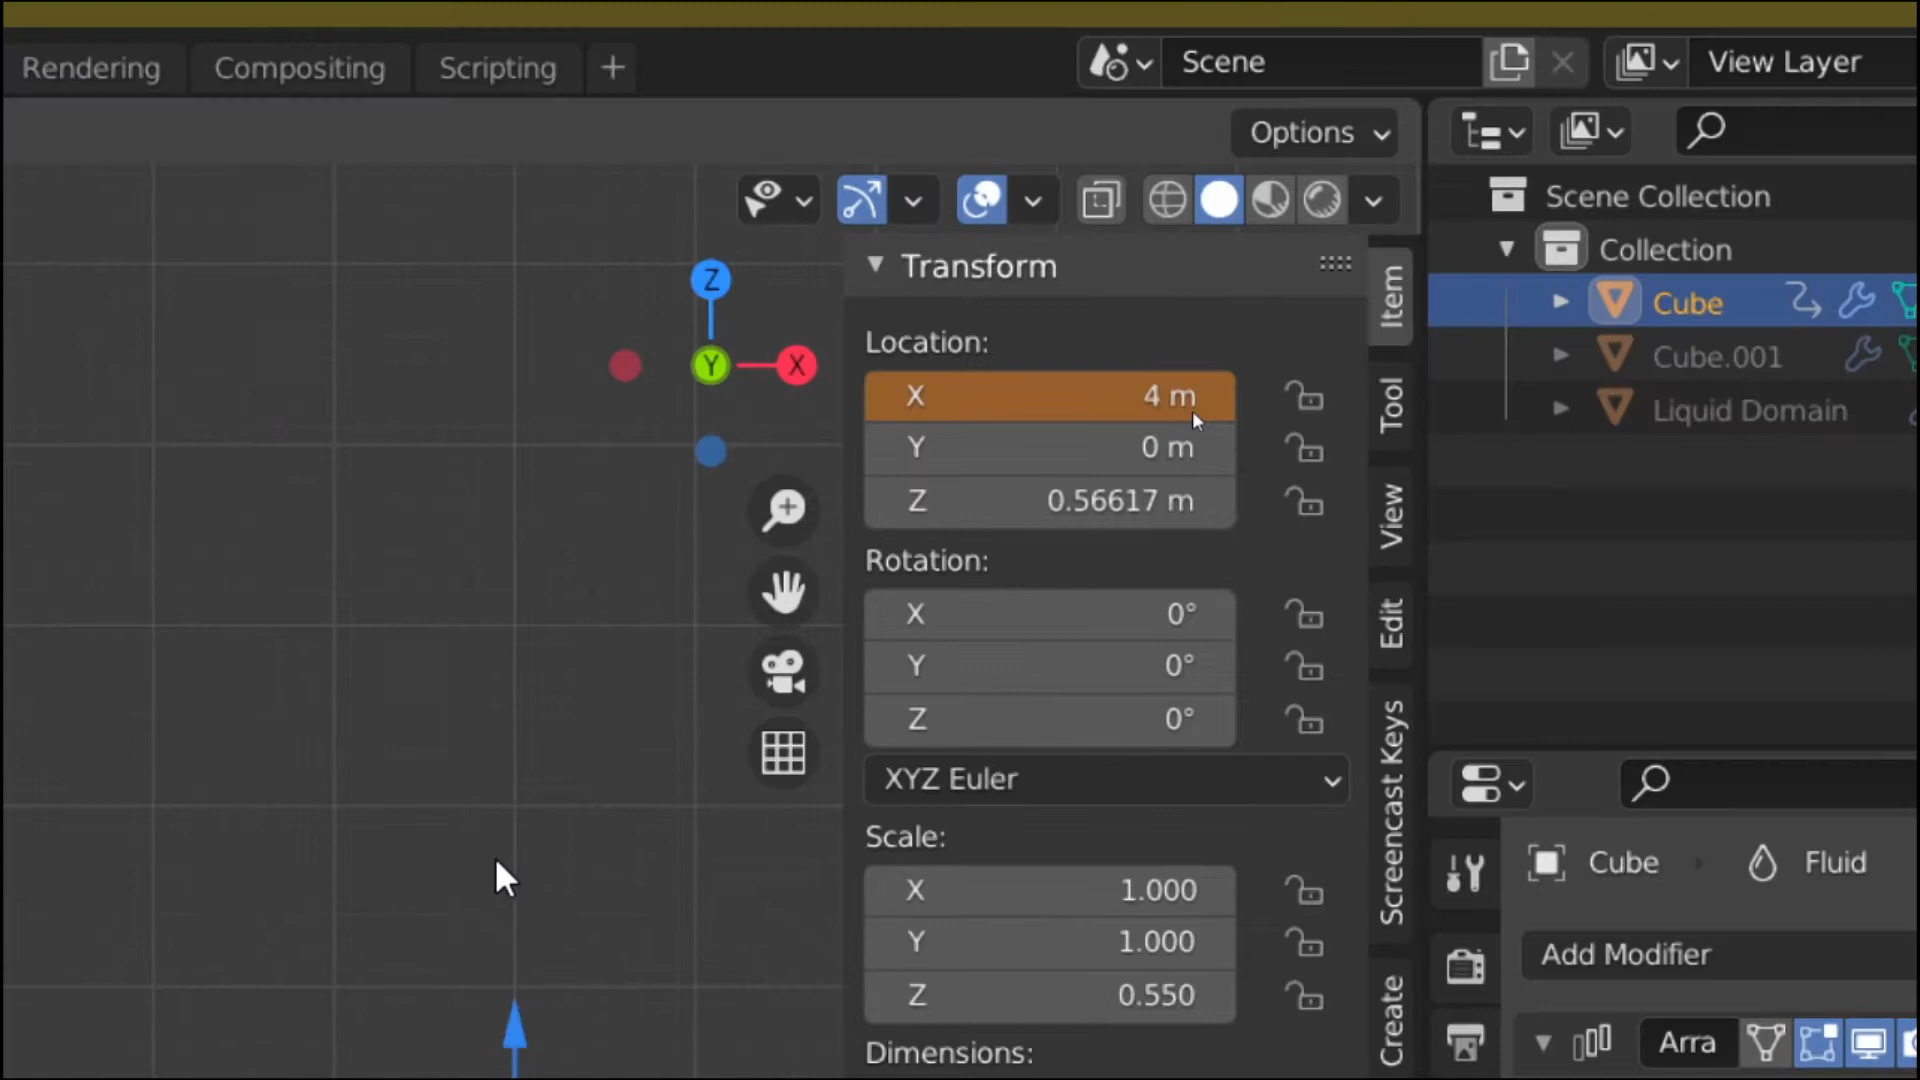 Rendering Compositing Scripting + Scene View Layer
Options
Scene Collection
Transform
Collection
Item
Z
Cube
Location:
Y X
Cube.001
X 4 m
Tool
Liquid Domain
Y 0 m
Z 0.56617 m
View
Rotation:
X 0°
Edit
Y 0°
Z 0°
XYZ Euler
Screencast Keys
Scale:
Cube Fluid
X 1.000
Y 1.000
Add Modifier
Z 0.550
Create
Dimensions:
Arra